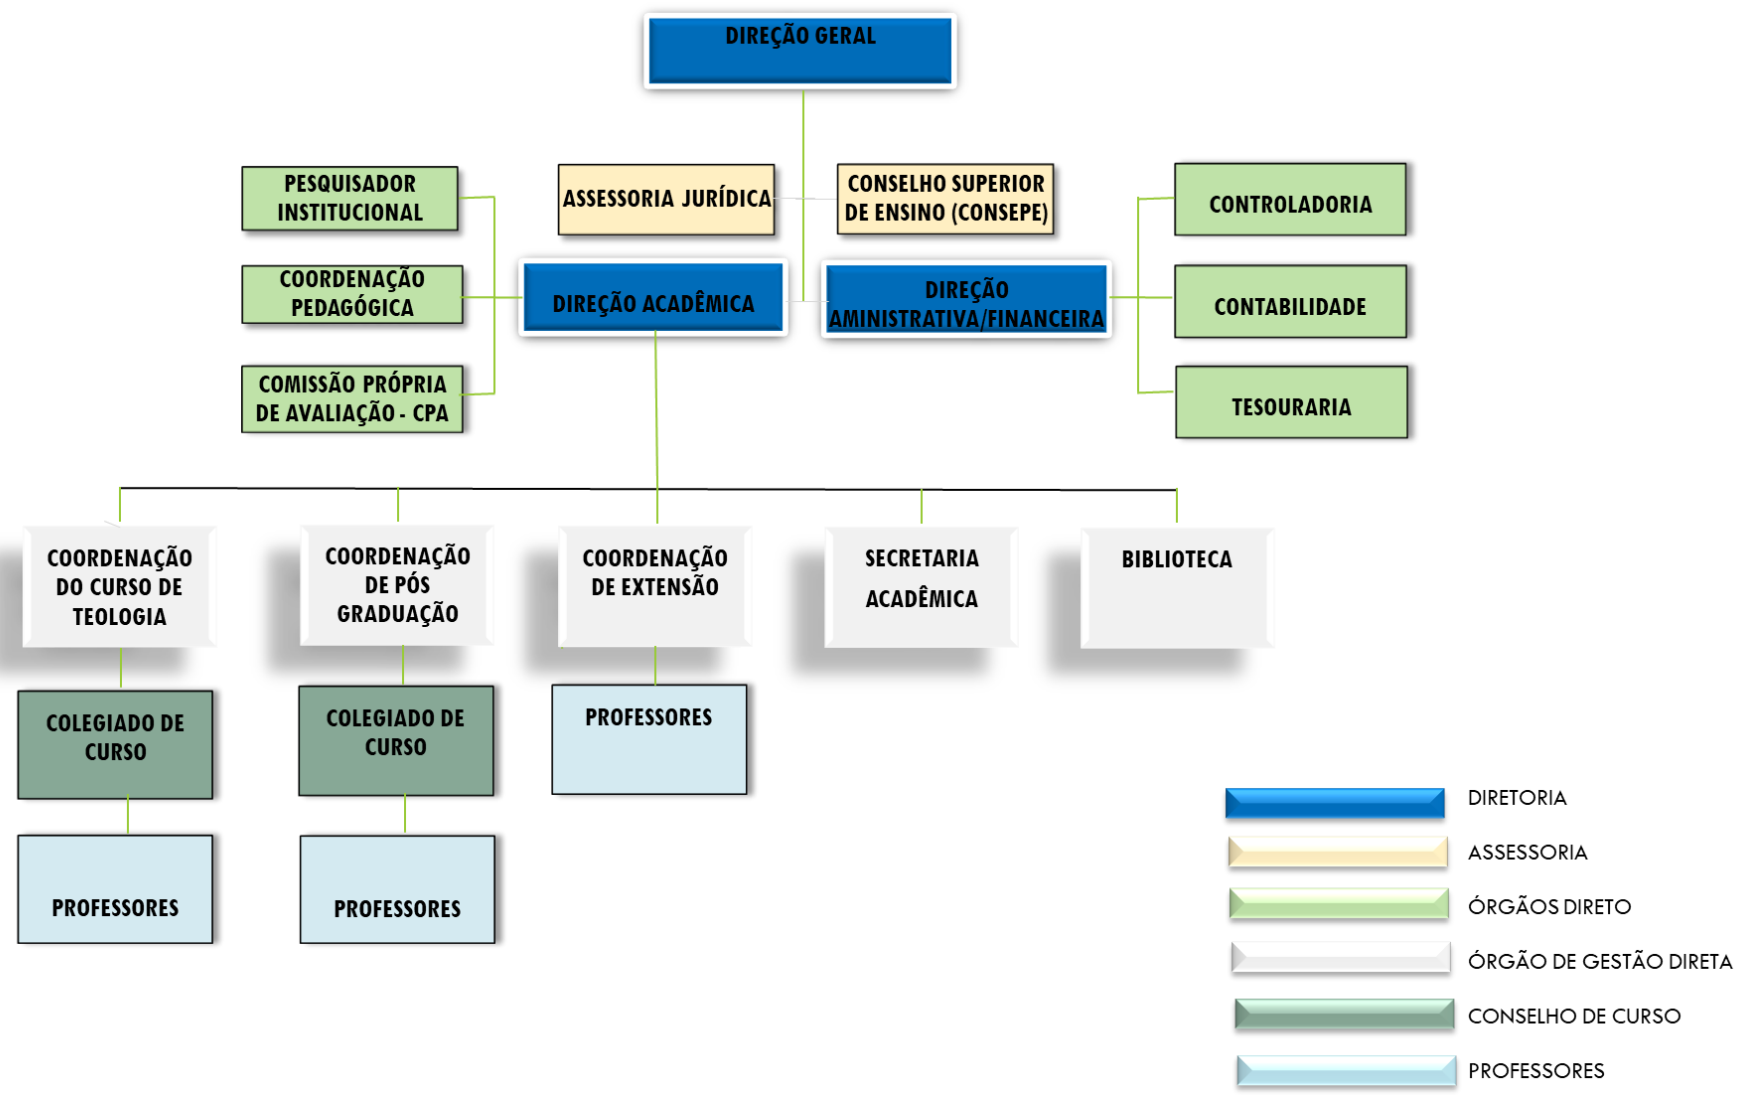 DIREÇÃO GERAL
PESQUISADOR
INSTITUCIONAL
ASSESSORIA JURÍDICA
CONSELHO SUPERIOR
DE ENSINO (CONSEPE)
CONTROLADORIA
COORDENAÇÃO
PEDAGÓGICA
DIREÇÃO ACADÊMICA
DIREÇÃO
AMINISTRATIVA/FINANCEIRA
CONTABILIDADE
COMISSÃO PRÓPRIA
DE AVALIAÇÃO - CPA
TESOURARIA
COORDENAÇÃO
DO CURSO DE
TEOLOGIA
COORDENAÇÃO
DE PÓS
GRADUAÇÃO
COORDENAÇÃO
DE EXTENSÃO
SECRETARIA
ACADÊMICA
BIBLIOTECA
COLEGIADO DE
CURSO
COLEGIADO DE
CURSO
PROFESSORES
PROFESSORES
PROFESSORES
DIRETORIA
ASSESSORIA
ÓRGÃOS DIRETO
ÓRGÃO DE GESTÃO DIRETA
CONSELHO DE CURSO
PROFESSORES